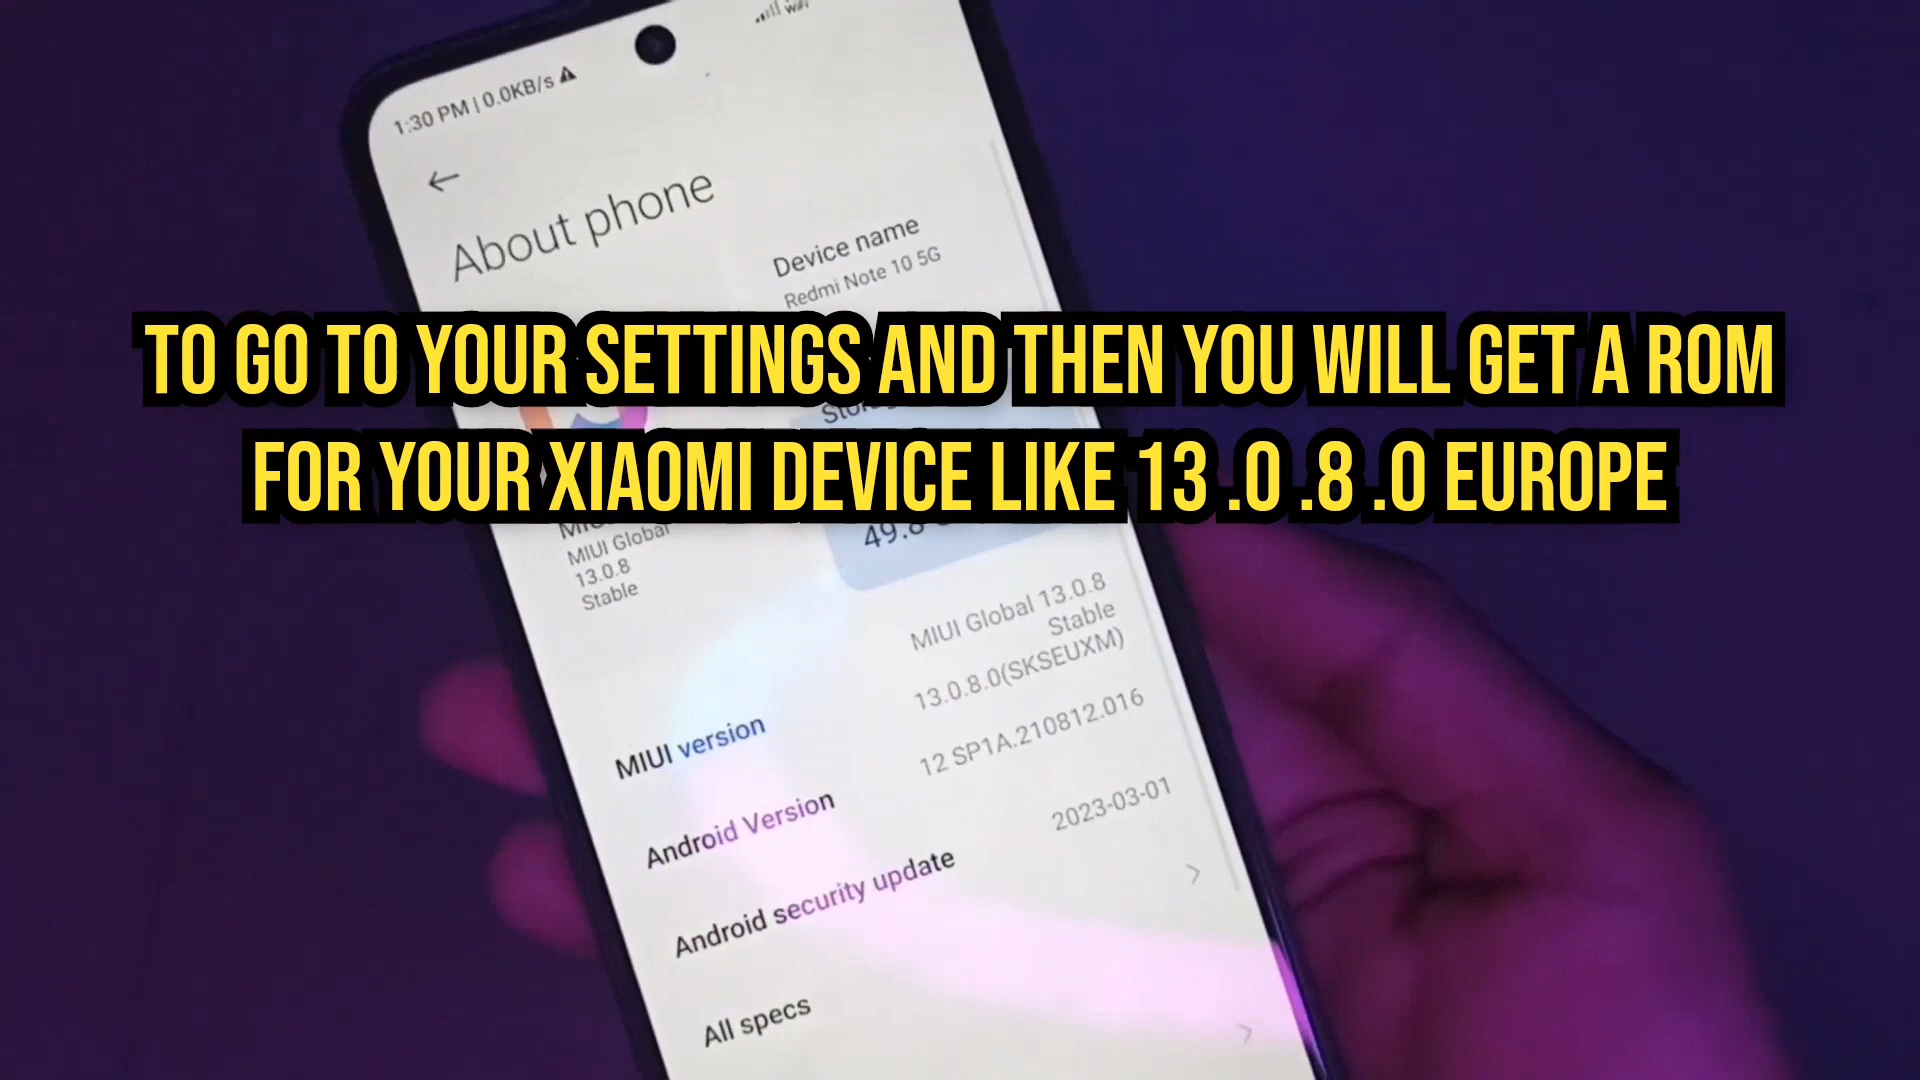 WiFi
1:30 PM | 0.0KB/s
About phone
Device name
Redmi Note 10 5G
TO GO TO YOUR SETTINGS AND THEN YOU WILL GET A ROM
FOR YOUR XIAOMI DEVICE LIKE 13 .0 .8 .0 EUROPE
MIUI Global
13.0.8
Stable
49.8
MIUI version
MIUI Global 13.0.8
Stable
13.0.8.0(SKSEUXM)
Android Version
12 SP1A.210812.016
Android security update
2023-03-01
All specs